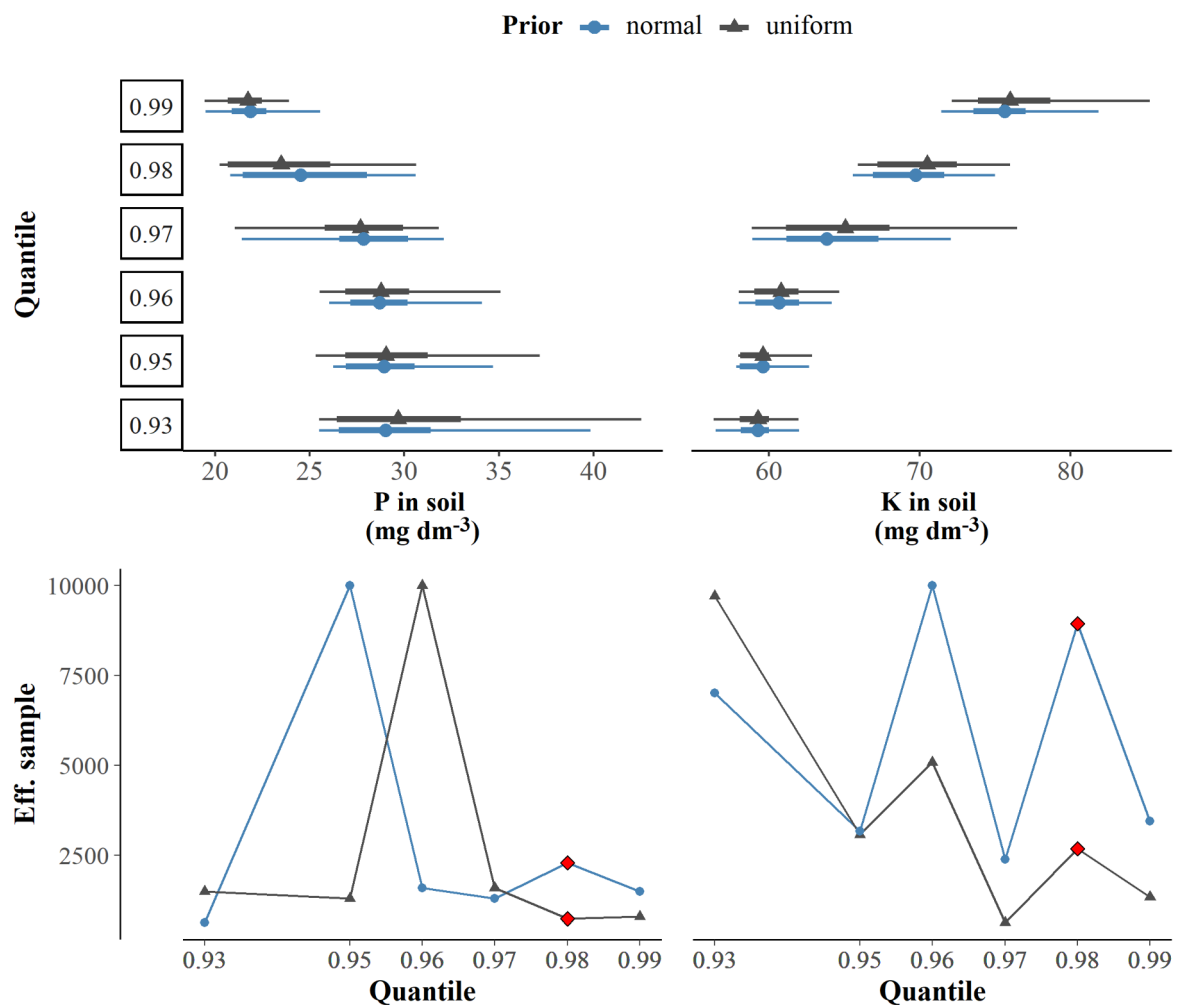 Prior normal uniform
Quantile
0.99
0.98
0.97
0.96
0.95
0.93
20 25 30 35 40
60 70 80
P in soil
(mg dm⁻³)
K in soil
(mg dm⁻³)
Eff. sample
10000
7500
5000
2500
0.93 0.95 0.96 0.97 0.98 0.99
0.93 0.95 0.96 0.97 0.98 0.99
Quantile
Quantile